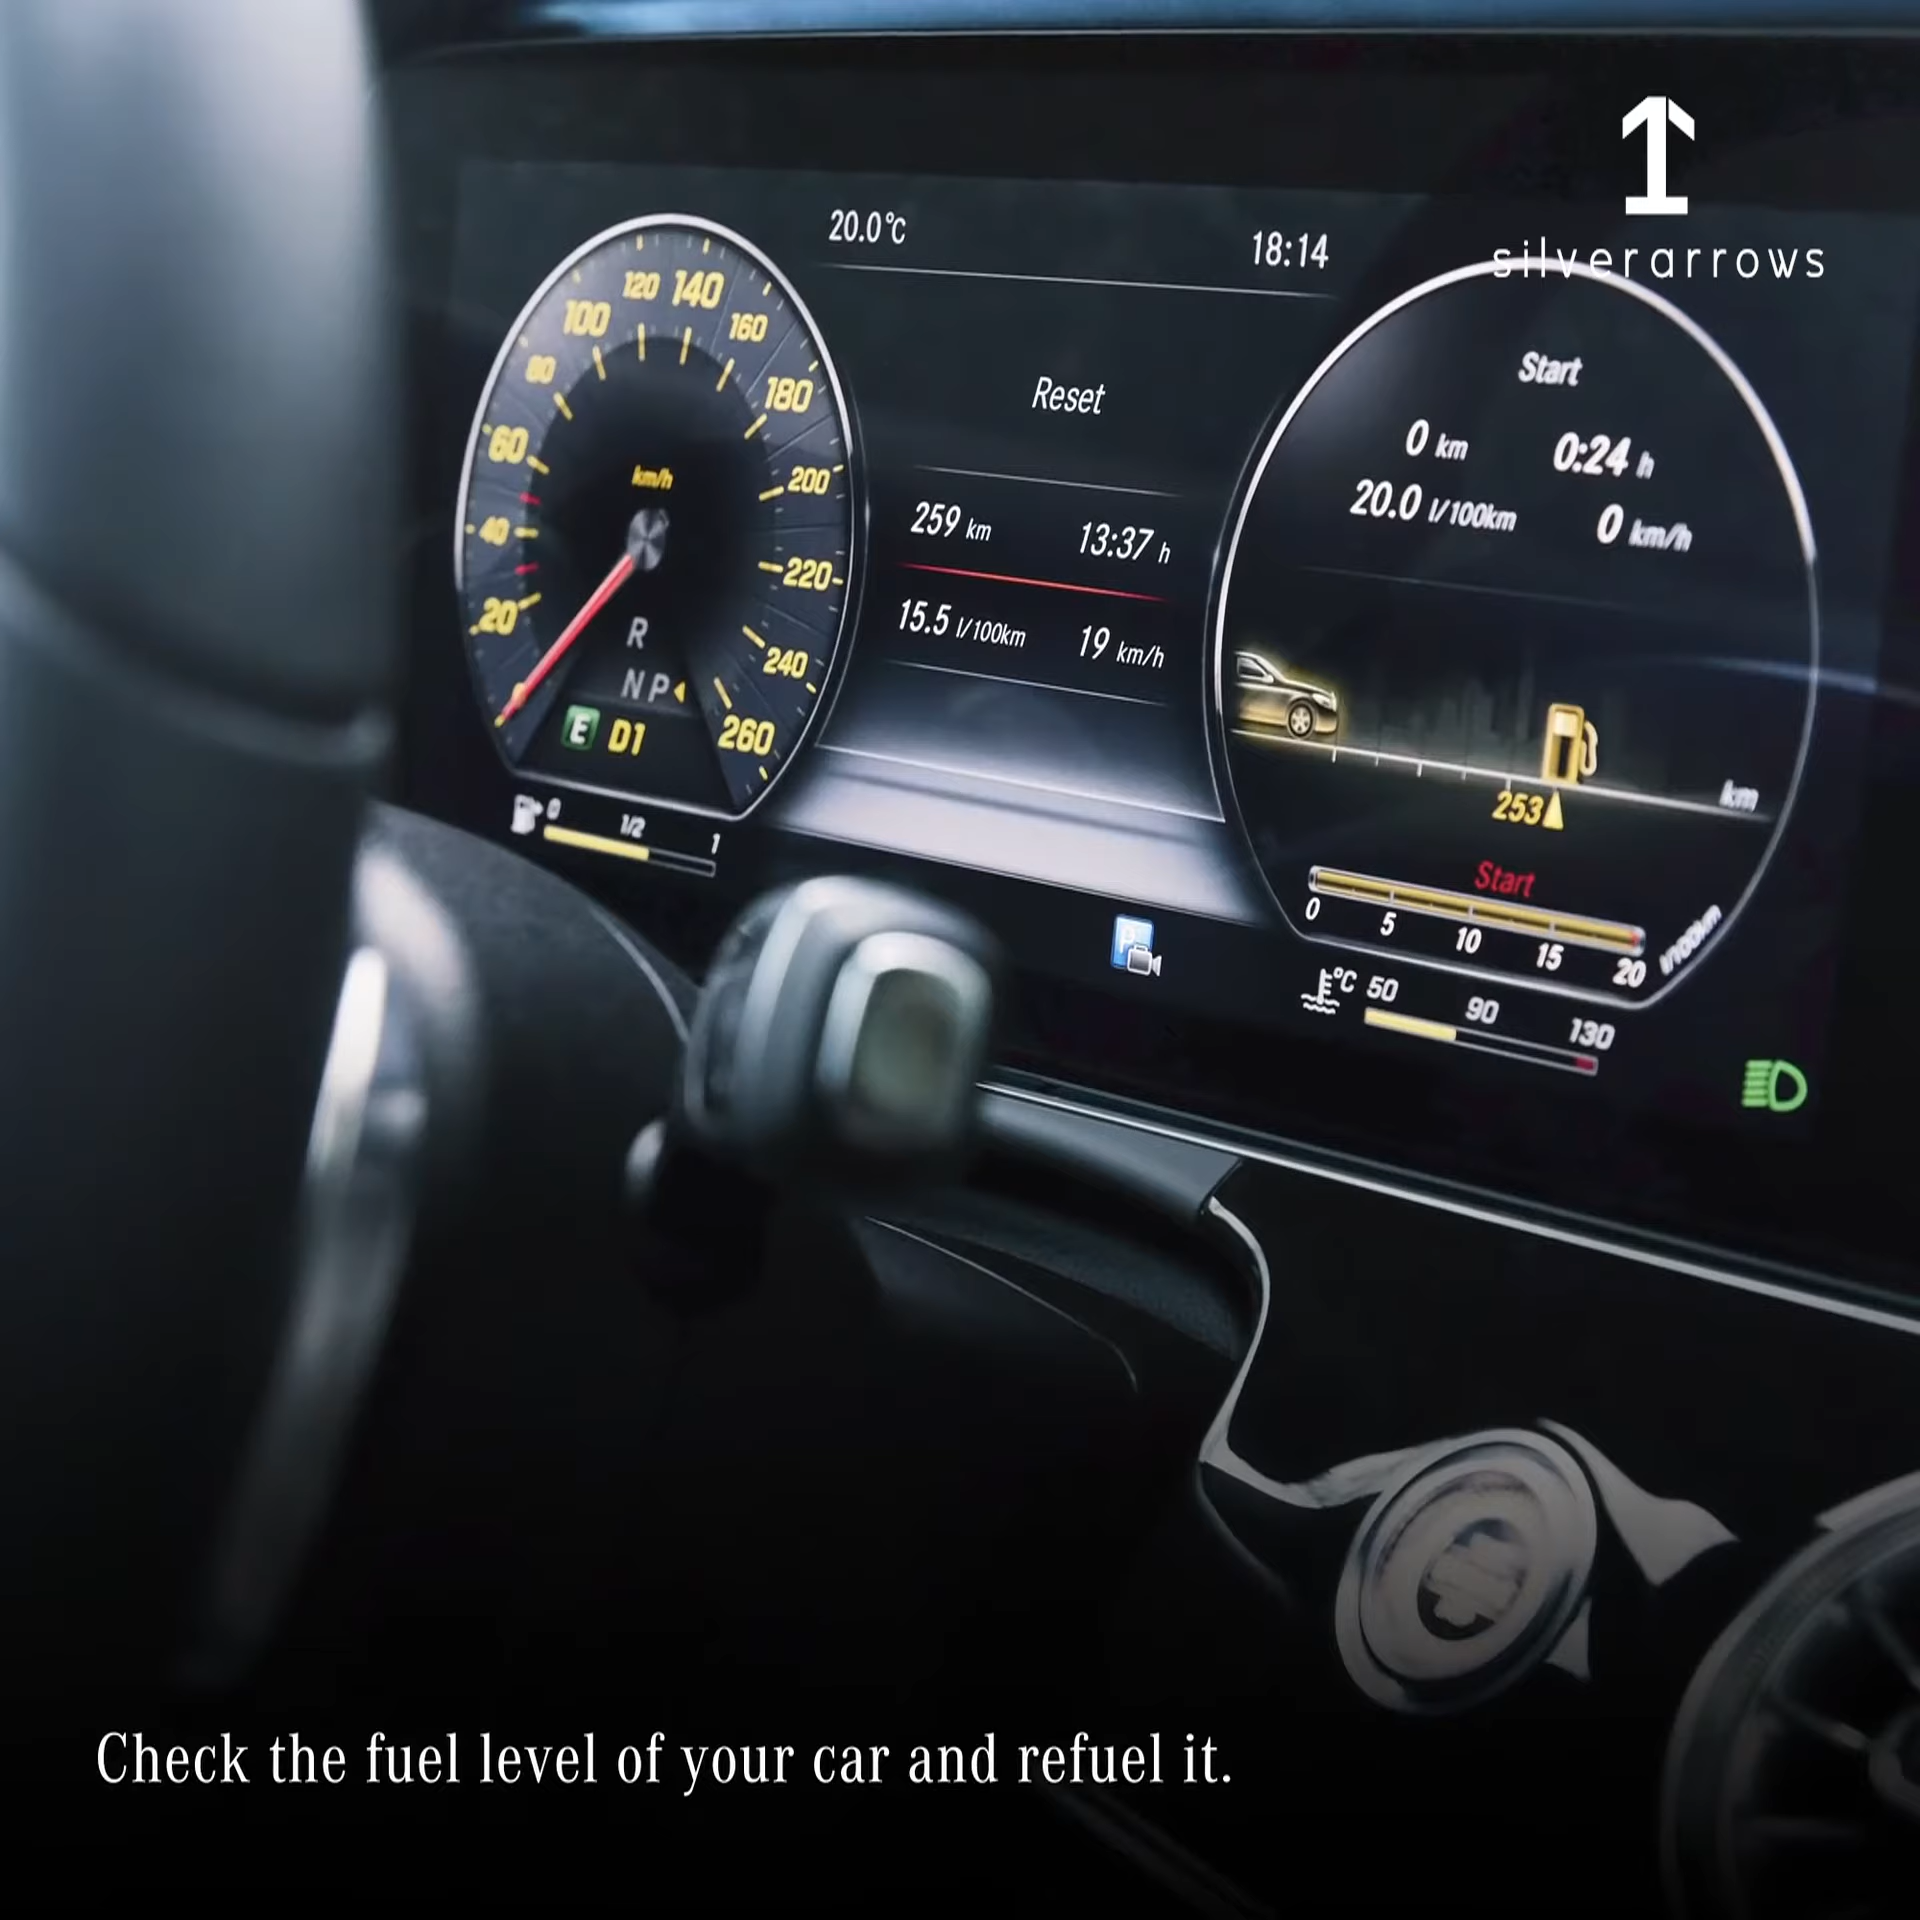 silverarrows
20.0°C
18:14
120 140
100
160
80
180
60
200
km/h
40
220
20
R
240
N P
0
E D1
260
0 1/2 1
Reset
259 km 13:37 h
15.5 l/100km 19 km/h
Start
0 km 0:24 h
20.0 l/100km 0 km/h
km
253
Start
0 5 10 15 20 l/100km
°C 50 90 130
P
Check the fuel level of your car and refuel it.